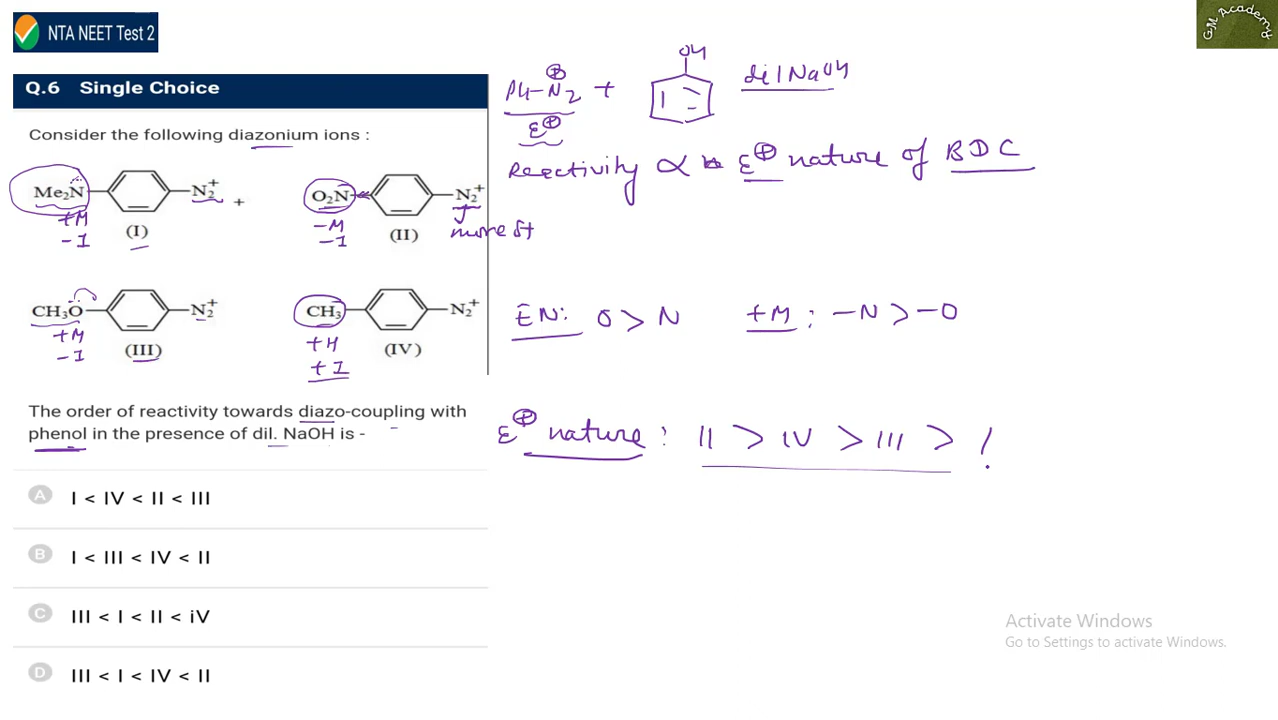 NTA NEET Test 2
GM Academy
Q.6 Single Choice
Consider the following diazonium ions :
Me₂N N₂⁺ +
+M
-I
(I)
O₂N N₂⁺
-M
-I
(II)
more st
CH₃O N₂⁺
+M
-I
(III)
CH₃ N₂⁺
+H
+I
(IV)
The order of reactivity towards diazo-coupling with
phenol in the presence of dil. NaOH is -
A I < IV < II < III
B I < III < IV < II
C III < I < II < iV
D III < I < IV < II
Ph-N₂⊕ + OH dil NaOH
E⊕
Reactivity ∝ E⊕ nature of BDC
EN: O > N +M : -N > -O
E⊕ nature : II > IV > III > I
Activate Windows
Go to Settings to activate Windows.